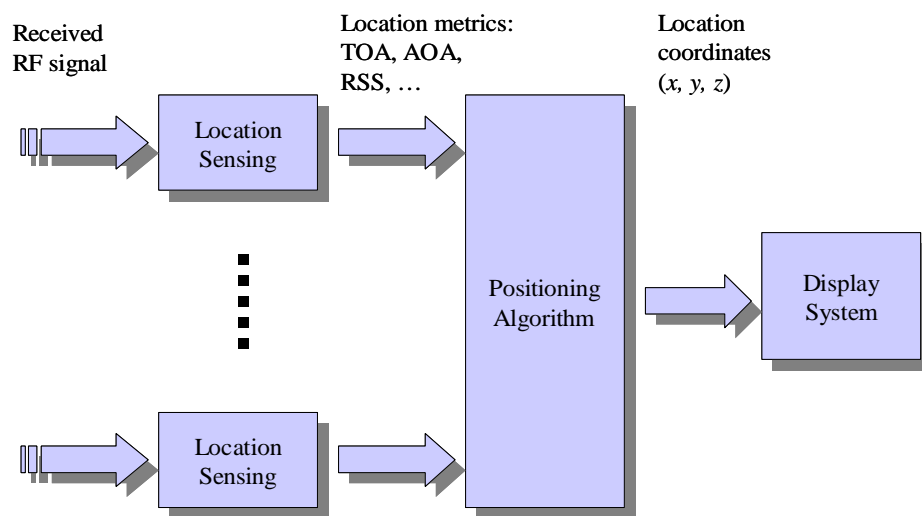 Received
RF signal
Location metrics:
TOA, AOA,
RSS, …
Location
coordinates
(x, y, z)
Location
Sensing
Positioning
Algorithm
Display
System
Location
Sensing